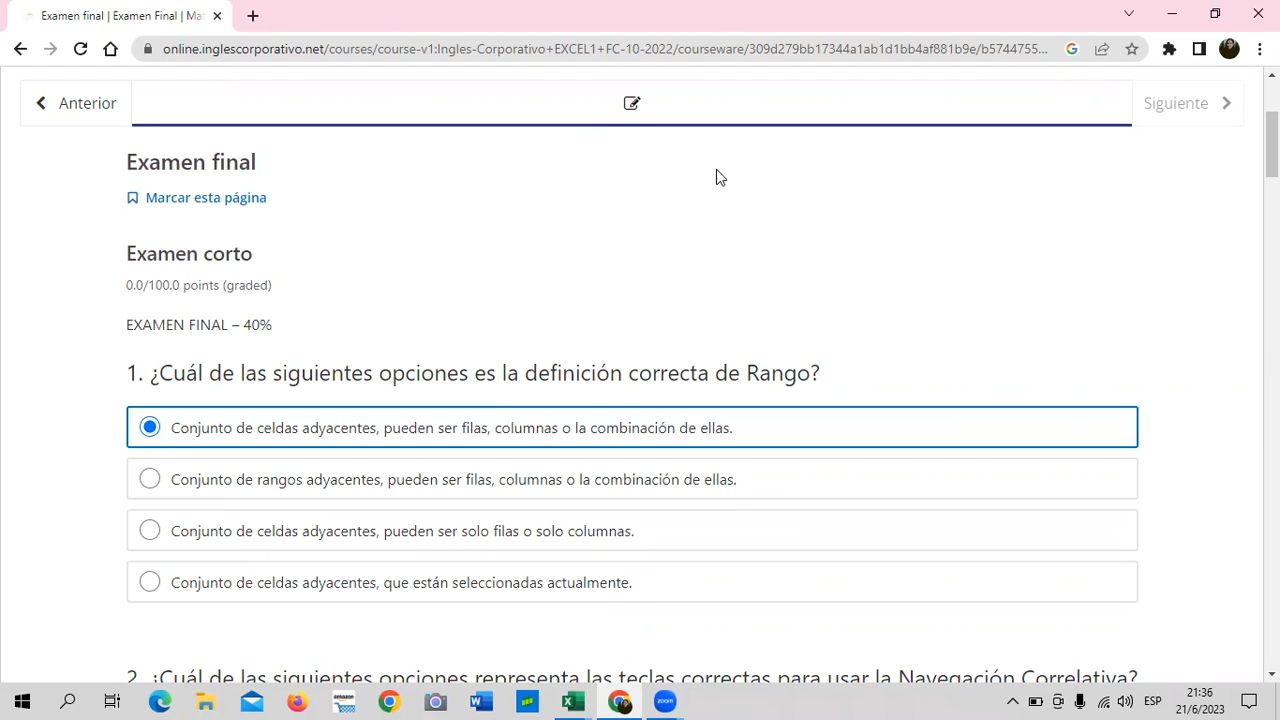 Examen final | Examen Final | Mat
online.inglescorporativo.net/courses/course-v1:Ingles-Corporativo+EXCEL1+FC-10-2022/courseware/309d279bb17344a1ab1d1bb4af881b9e/b5744755...
Anterior
Siguiente
Examen final
Marcar esta página
Examen corto
0.0/100.0 points (graded)
EXAMEN FINAL – 40%
1. ¿Cuál de las siguientes opciones es la definición correcta de Rango?
Conjunto de celdas adyacentes, pueden ser filas, columnas o la combinación de ellas.
Conjunto de rangos adyacentes, pueden ser filas, columnas o la combinación de ellas.
Conjunto de celdas adyacentes, pueden ser solo filas o solo columnas.
Conjunto de celdas adyacentes, que están seleccionadas actualmente.
2. ¿Cuál de las siguientes opciones representa las teclas correctas para usar la Navegación Correlativa?
amazon
zoom
ESP
21:36
21/6/2023